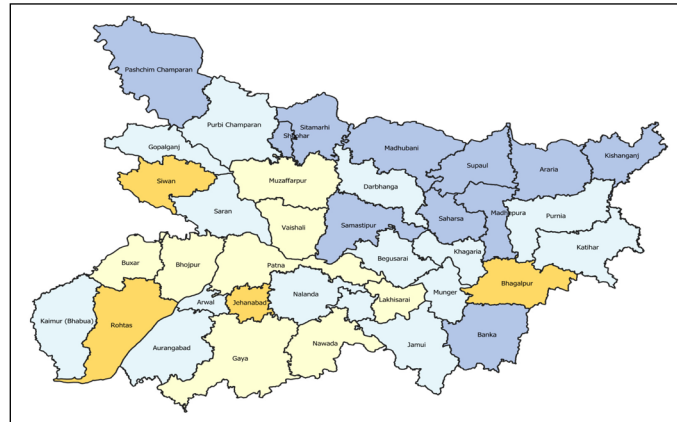 Pashchim Champaran
Purbi Champaran
Sheohar
Sitamarhi
Gopalganj
Madhubani
Kishanganj
Supaul
Araria
Siwan
Muzaffarpur
Darbhanga
Saran
Vaishali
Samastipur
Saharsa
Madhepura
Purnia
Begusarai
Khagaria
Katihar
Buxar
Bhojpur
Patna
Bhagalpur
Nalanda
Lakhisarai
Munger
Arwal
Jehanabad
Kaimur (Bhabua)
Rohtas
Banka
Aurangabad
Gaya
Nawada
Jamui